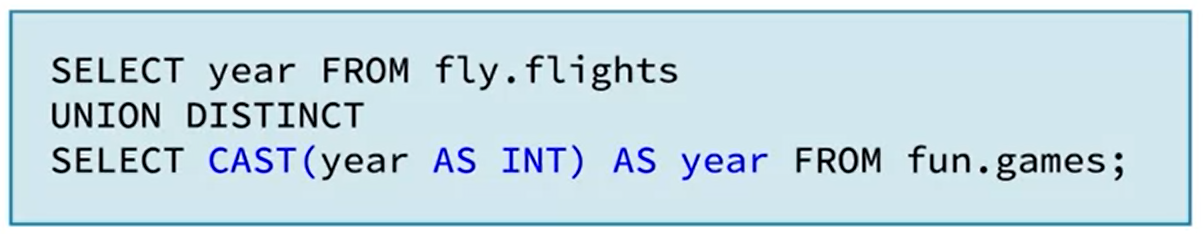 SELECT year FROM fly.flights
UNION DISTINCT
SELECT CAST(year AS INT) AS year FROM fun.games;